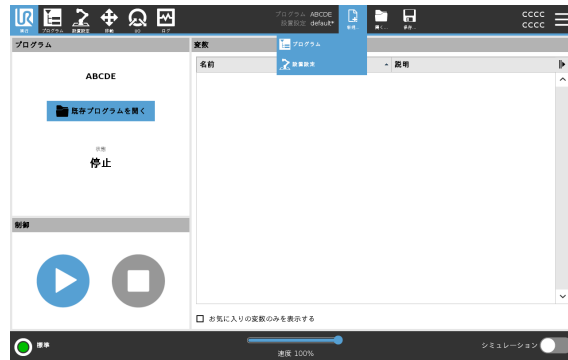 UR
実行
プログラム
設置設定
移動
I/O
ログ
プログラム ABCDE
設置設定 default*
新規...
開く...
保存...
CCCC
CCCC
プログラム
設置設定
プログラム
変数
名前
説明
ABCDE
既存プログラムを開く
状態
停止
制御
お気に入りの変数のみを表示する
標準
速度 100%
シミュレーション